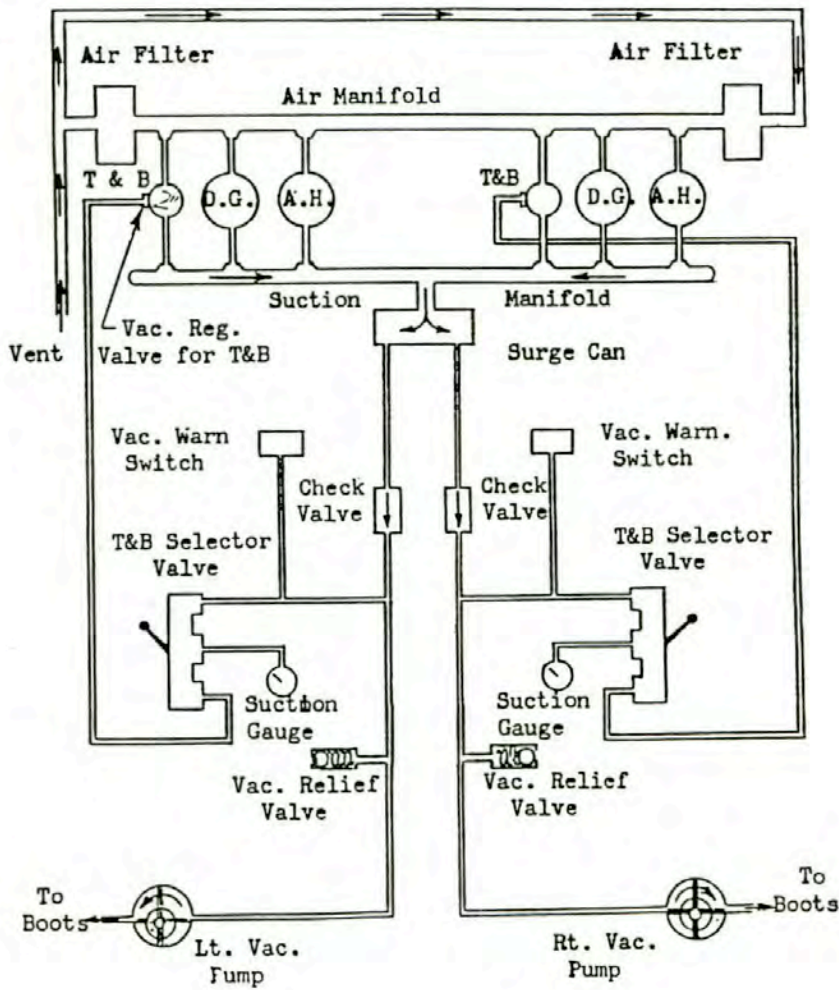 Air Filter
Air Filter
Air Manifold
T & B
D.G.
A.H.
T&B
D.G.
A.H.
2"
Suction
Manifold
Vent
Vac. Reg.
Valve for T&B
Surge Can
Vac. Warn
Switch
Vac. Warn.
Switch
Check
Valve
Check
Valve
T&B Selector
Valve
T&B Selector
Valve
Suction
Gauge
Suction
Gauge
Vac. Relief
Valve
Vac. Relief
Valve
To
Boots
To
Boots
Lt. Vac.
Pump
Rt. Vac.
Pump